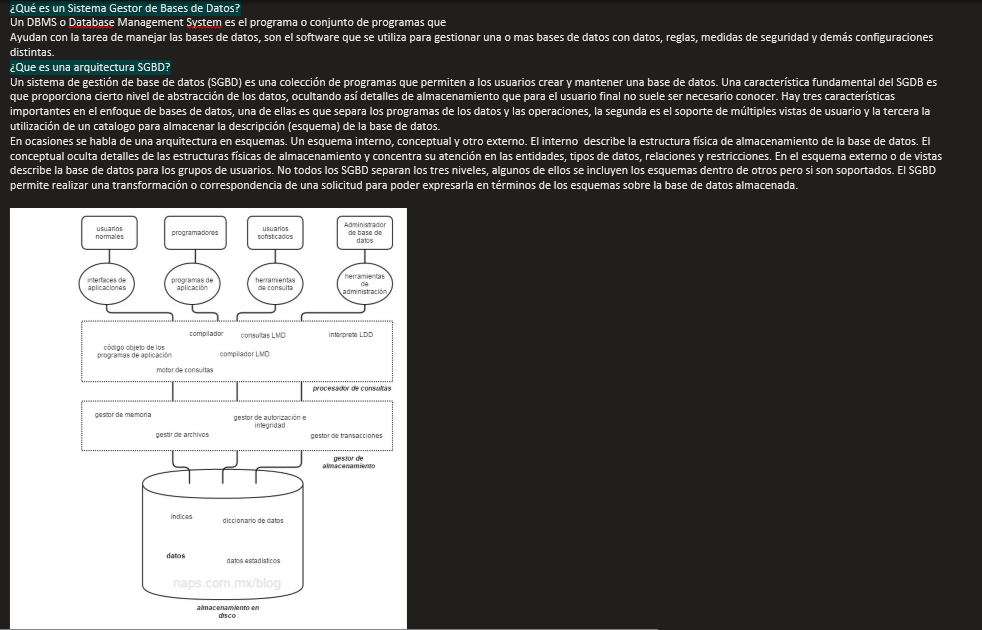 ¿Qué es un Sistema Gestor de Bases de Datos?
Un DBMS o Database Management System es el programa o conjunto de programas que
Ayudan con la tarea de manejar las bases de datos, son el software que se utiliza para gestionar una o mas bases de datos con datos, reglas, medidas de seguridad y demás configuraciones
distintas.
¿Que es una arquitectura SGBD?
Un sistema de gestión de base de datos (SGBD) es una colección de programas que permiten a los usuarios crear y mantener una base de datos. Una característica fundamental del SGDB es
que proporciona cierto nivel de abstracción de los datos, ocultando así detalles de almacenamiento que para el usuario final no suele ser necesario conocer. Hay tres características
importantes en el enfoque de bases de datos, una de ellas es que separa los programas de los datos y las operaciones, la segunda es el soporte de múltiples vistas de usuario y la tercera la
utilización de un catalogo para almacenar la descripción (esquema) de la base de datos.
En ocasiones se habla de una arquitectura en esquemas. Un esquema interno, conceptual y otro externo. El interno describe la estructura física de almacenamiento de la base de datos. El
conceptual oculta detalles de las estructuras físicas de almacenamiento y concentra su atención en las entidades, tipos de datos, relaciones y restricciones. En el esquema externo o de vistas
describe la base de datos para los grupos de usuarios. No todos los SGBD separan los tres niveles, algunos de ellos se incluyen los esquemas dentro de otros pero si son soportados. El SGBD
permite realizar una transformación o correspondencia de una solicitud para poder expresarla en términos de los esquemas sobre la base de datos almacenada.
usuarios
normales
programadores
usuarios
sofisticados
Administrador
de base de
datos
interfaces de
aplicaciones
programas de
aplicación
herramientas
de consulta
herramientas
de
administración
compilador
consultas LMD
intérprete LDD
código objeto de los
programas de aplicación
compilador LMD
motor de consultas
procesador de consultas
gestor de memoria
gestor de autorización e
integridad
gestir de archivos
gestor de transacciones
gestor de
almacenamiento
índices
diccionario de datos
datos
datos estadísticos
naps.com.mx/blog
almacenamiento en
disco